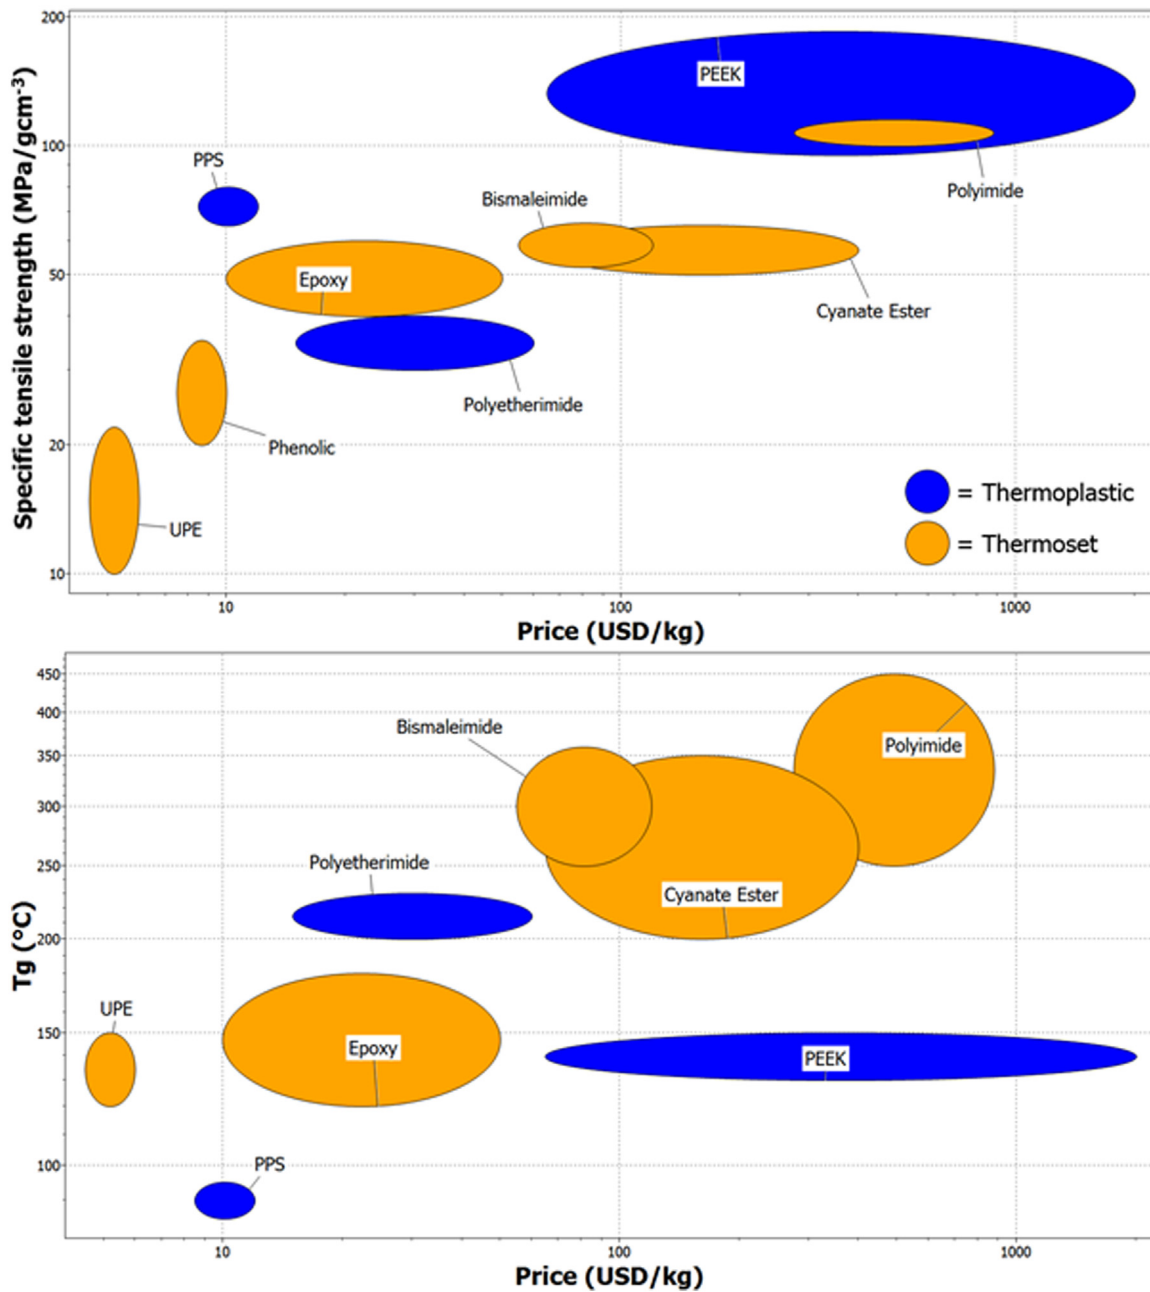 200
100
50
20
10
Specific tensile strength (MPa/gcm⁻³)
PEEK
PPS
Polyimide
Bismaleimide
Epoxy
Cyanate Ester
Polyetherimide
Phenolic
UPE
= Thermoplastic
= Thermoset
10 100 1000
Price (USD/kg)
450
400
350
300
250
200
150
100
Tg (°C)
Bismaleimide
Polyimide
Polyetherimide
Cyanate Ester
UPE
Epoxy
PEEK
PPS
10 100 1000
Price (USD/kg)